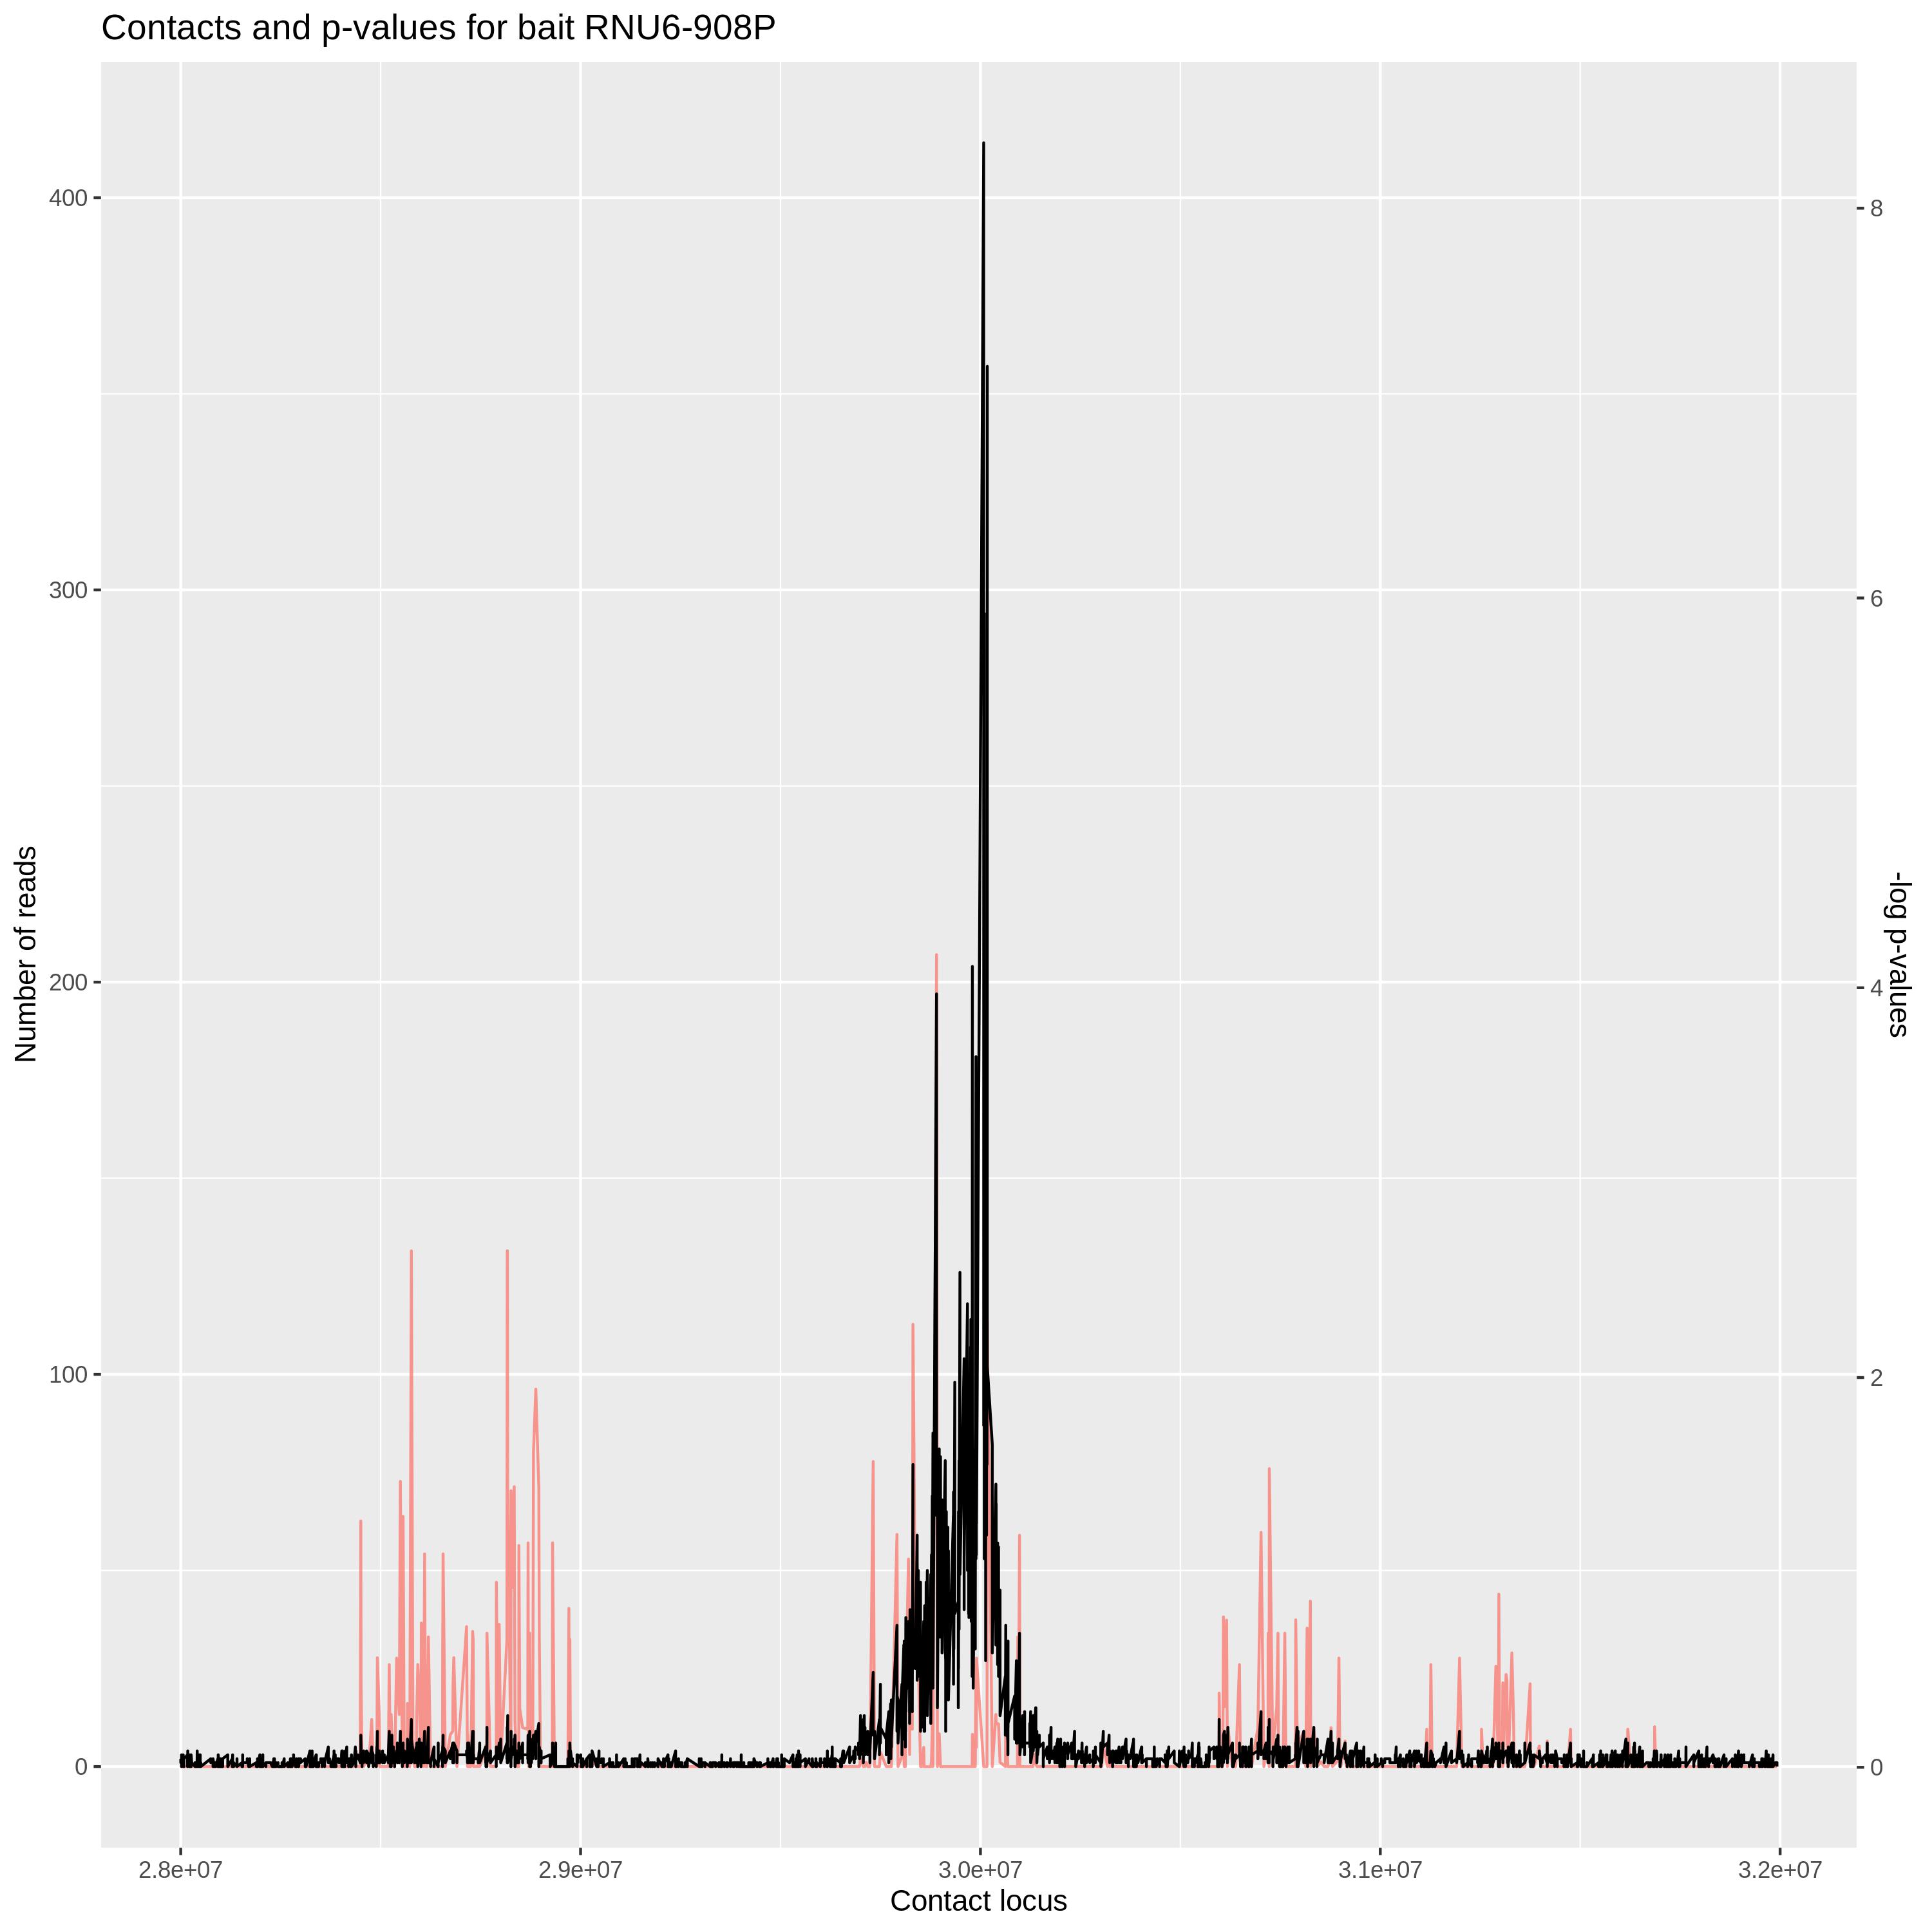 Contacts and p-values for bait RNU6-908P
400
300
200
100
0
Number of reads
8
6
4
2
0
-log p-values
2.8e+07 2.9e+07 3.0e+07 3.1e+07 3.2e+07
Contact locus